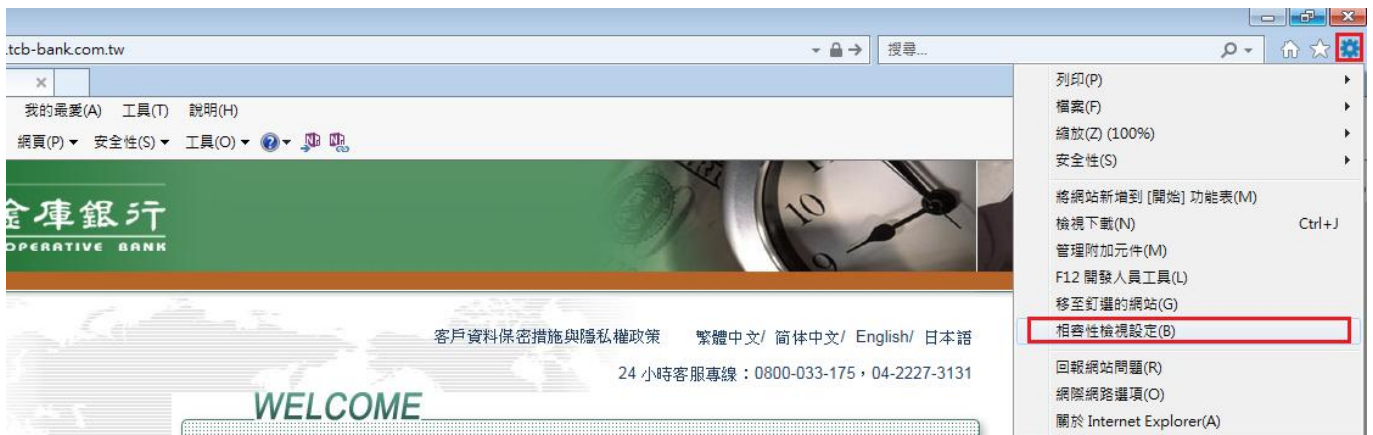 .tcb-bank.com.tw
搜尋...
我的最愛(A) 工具(T) 說明(H)
網頁(P) 安全性(S) 工具(O)
金庫銀行
OPERATIVE BANK
客戶資料保密措施與隱私權政策 繁體中文/ 简体中文/ English/ 日本語
24 小時客服專線：0800-033-175，04-2227-3131
WELCOME
列印(P)
檔案(F)
縮放(Z) (100%)
安全性(S)
將網站新增到 [開始] 功能表(M)
檢視下載(N) Ctrl+J
管理附加元件(M)
F12 開發人員工具(L)
移至釘選的網站(G)
相容性檢視設定(B)
回報網站問題(R)
網際網路選項(O)
關於 Internet Explorer(A)